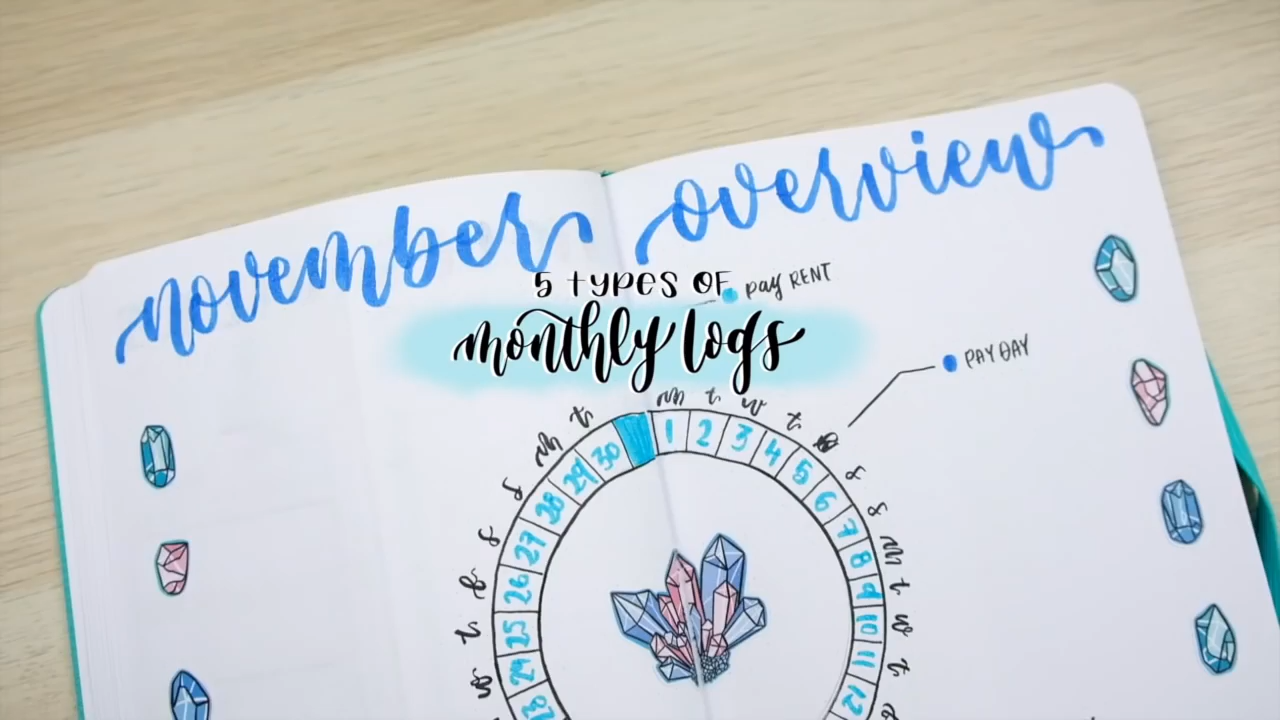 november overview
5 types of
monthly logs
pay RENT
PAY DAY
m t w t
s s m t w t
1 2 3 4 5 6 7 8 9 10 11 12
23 24 25 26 27 28 29 30
w t f s s m t